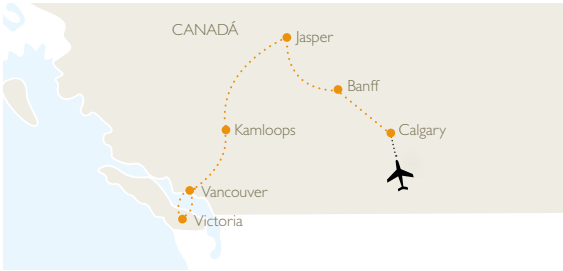 CANADÁ
Jasper
Banff
Kamloops
Calgary
Vancouver
Victoria